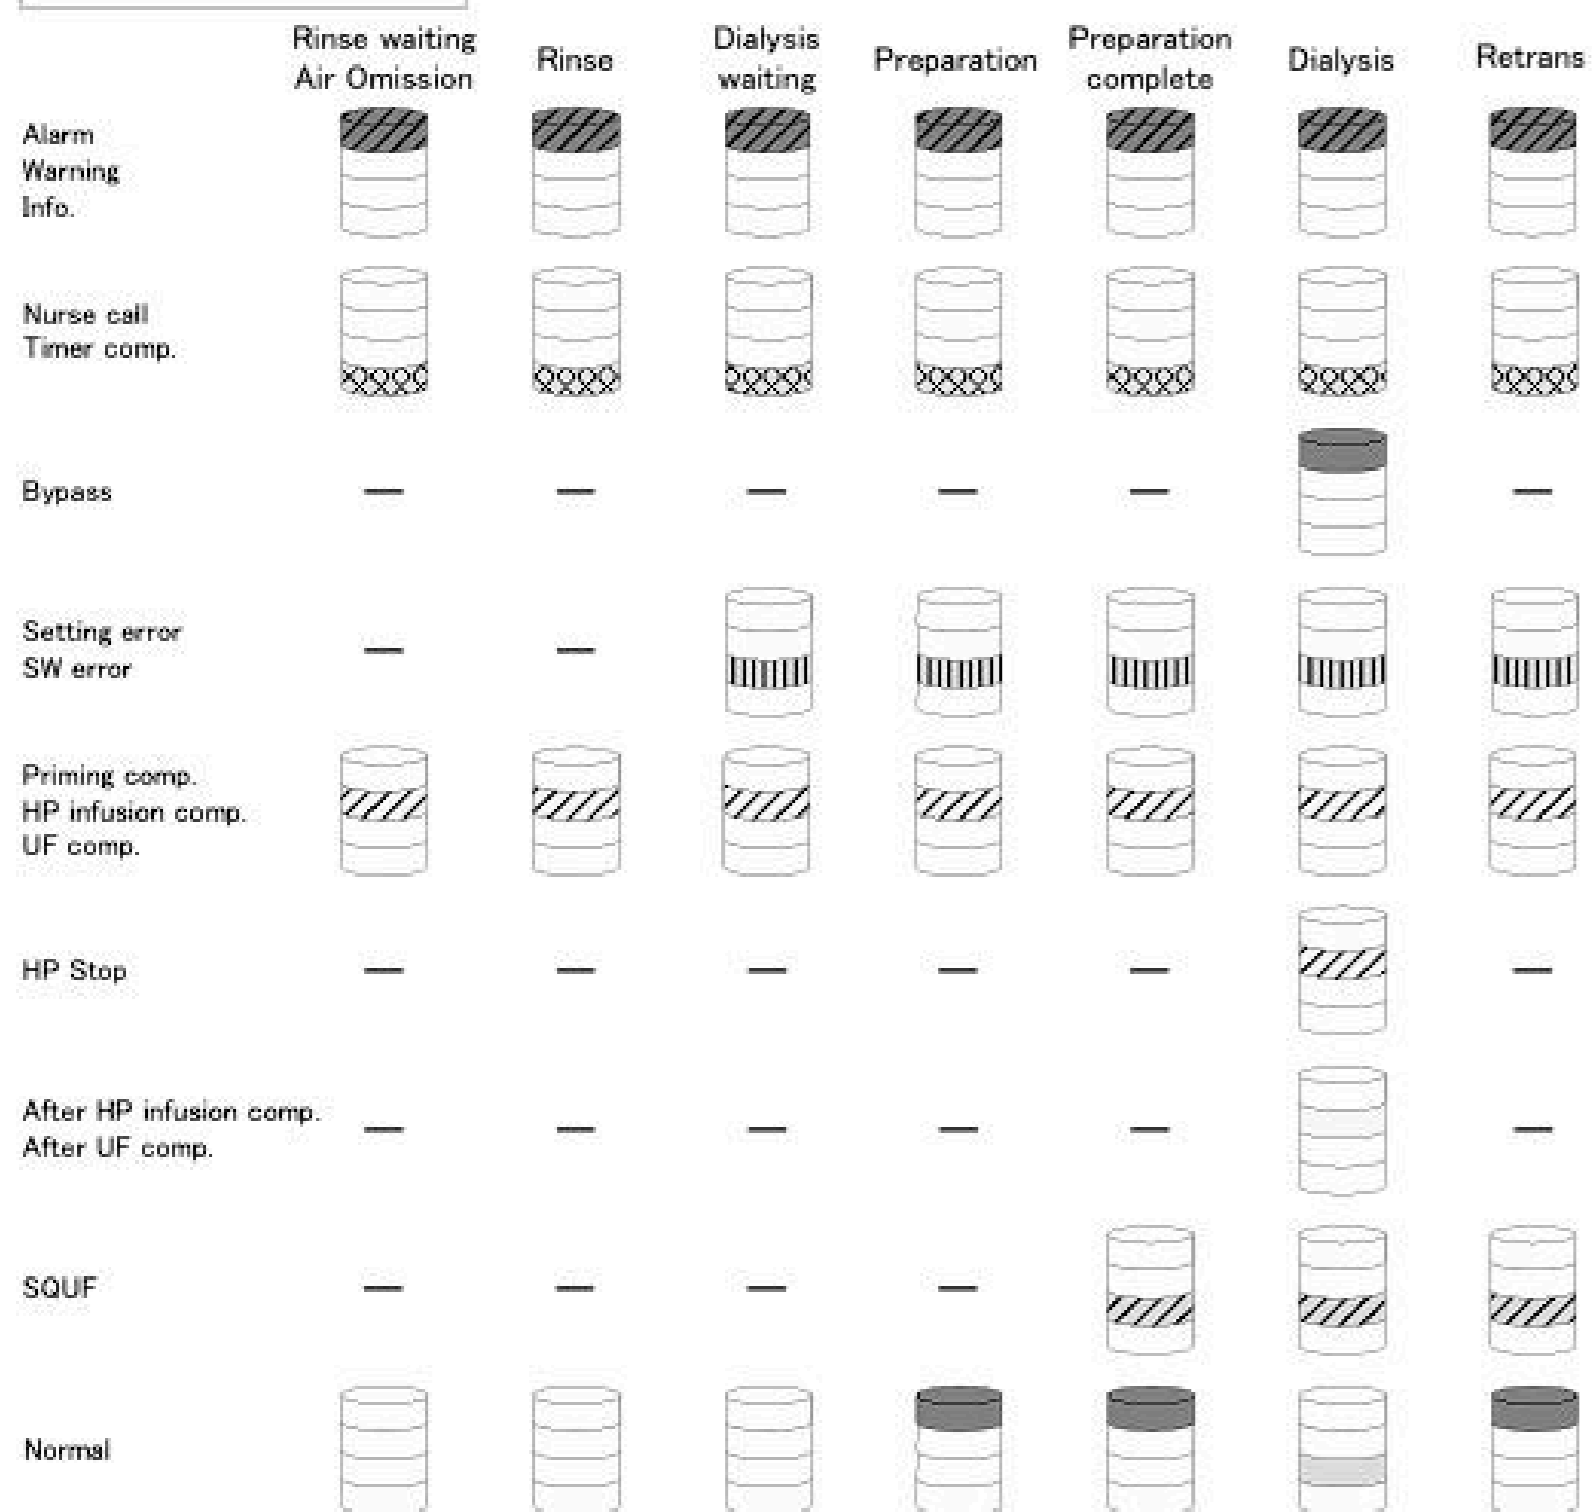 Rinse waiting
Air Omission
Rinse
Dialysis
waiting
Preparation
Preparation
complete
Dialysis
Retrans
Alarm
Warning
Info.
Nurse call
Timer comp.
Bypass
Setting error
SW error
Priming comp.
HP infusion comp.
UF comp.
HP Stop
After HP infusion comp.
After UF comp.
SQUF
Normal